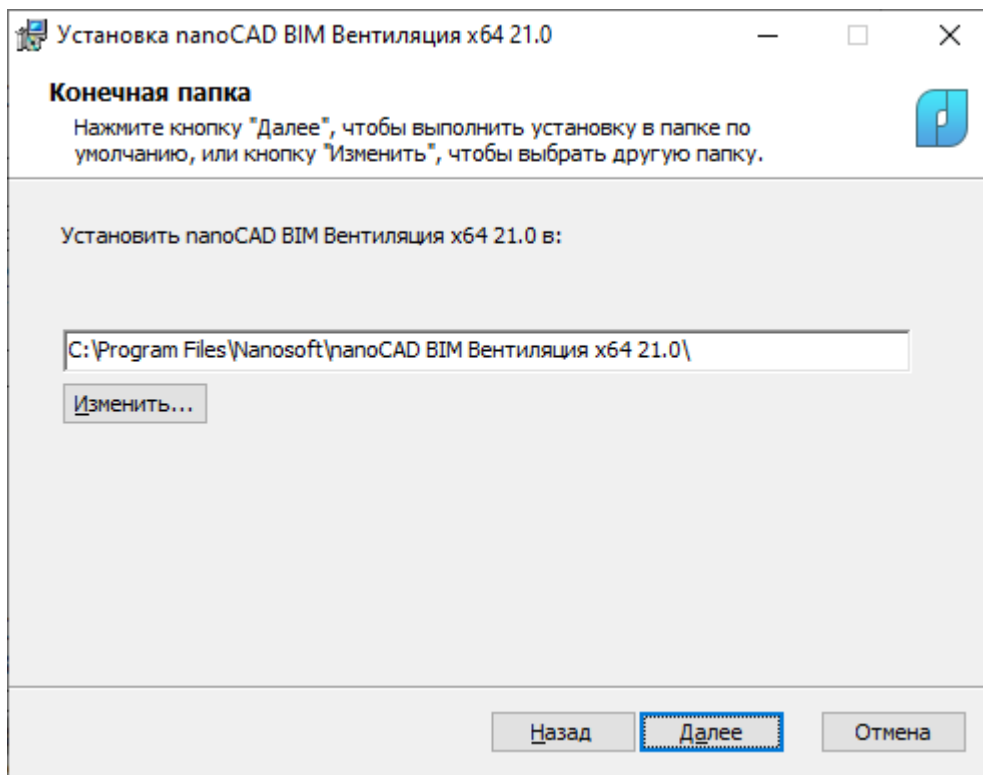 Установка nanoCAD BIM Вентиляция x64 21.0
Конечная папка
Нажмите кнопку "Далее", чтобы выполнить установку в папке по
умолчанию, или кнопку "Изменить", чтобы выбрать другую папку.
Установить nanoCAD BIM Вентиляция x64 21.0 в:
C:\Program Files\Nanosoft\nanoCAD BIM Вентиляция x64 21.0\
Изменить...
Назад Далее Отмена